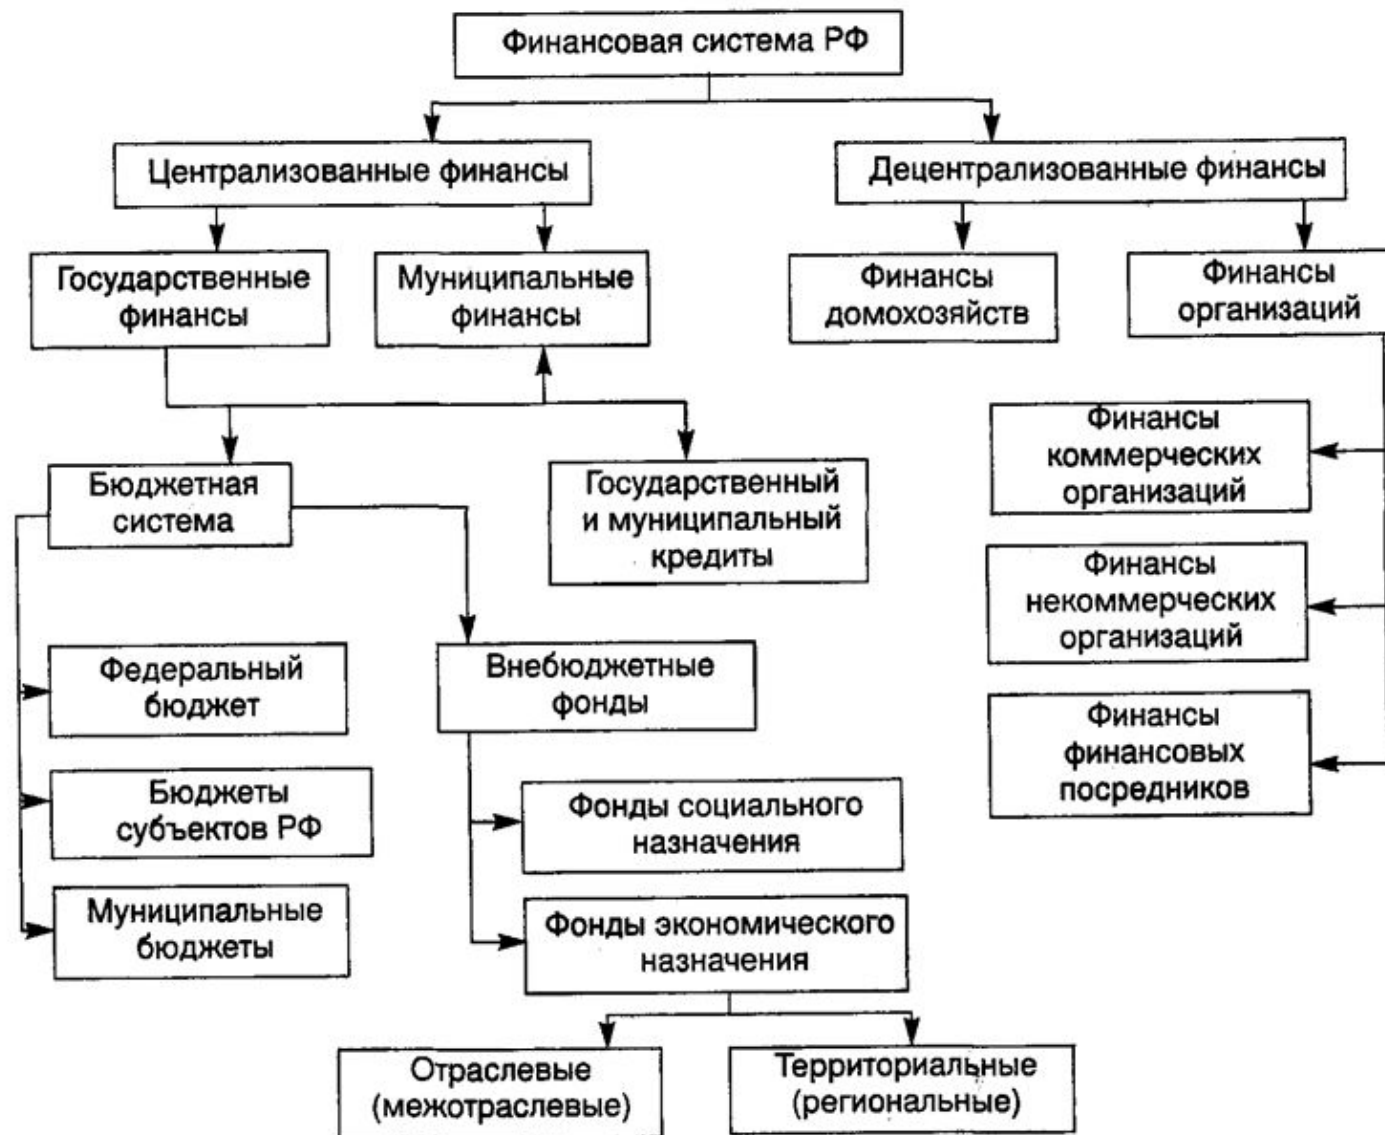 Финансовая система РФ
Централизованные финансы
Децентрализованные финансы
Государственные
финансы
Муниципальные
финансы
Финансы
домохозяйств
Финансы
организаций
Финансы
коммерческих
организаций
Бюджетная
система
Государственный
и муниципальный
кредиты
Финансы
некоммерческих
организаций
Федеральный
бюджет
Внебюджетные
фонды
Финансы
финансовых
посредников
Бюджеты
субъектов РФ
Фонды социального
назначения
Муниципальные
бюджеты
Фонды экономического
назначения
Отраслевые
(межотраслевые)
Территориальные
(региональные)